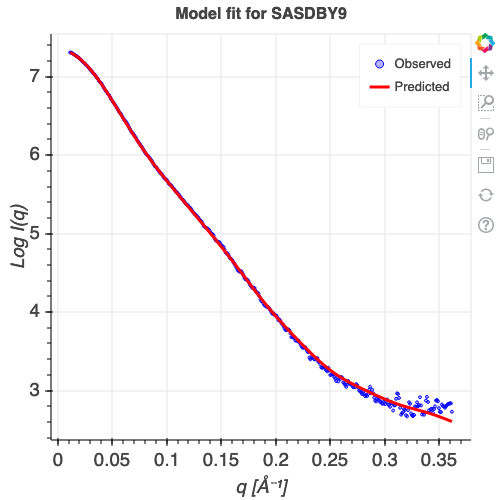 Model fit for SASDBY9
Observed
Predicted
7
6
5
4
3
Log I(q)
0 0.05 0.1 0.15 0.2 0.25 0.3 0.35
q [Å⁻¹]